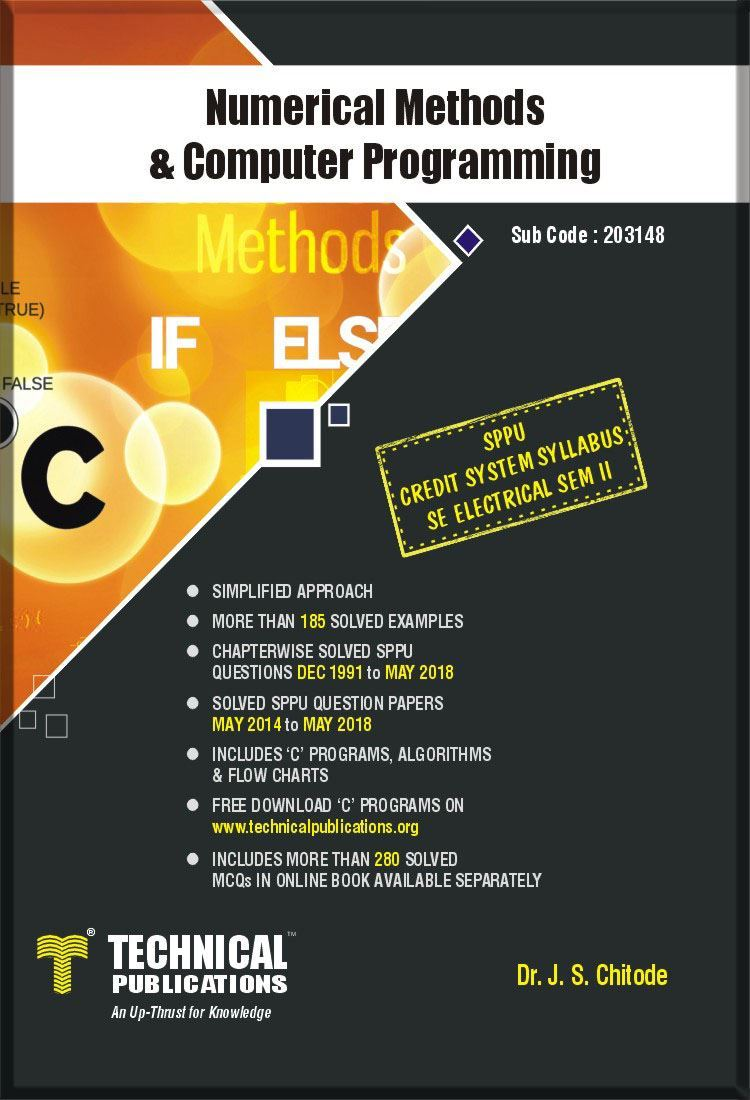 Numerical Methods
& Computer Programming
Methods
Sub Code : 203148
LE
TRUE)
IF ELSE
FALSE
C
SPPU
CREDIT SYSTEM SYLLABUS
SE ELECTRICAL SEM II
SIMPLIFIED APPROACH
MORE THAN 185 SOLVED EXAMPLES
CHAPTERWISE SOLVED SPPU
QUESTIONS DEC 1991 to MAY 2018
SOLVED SPPU QUESTION PAPERS
MAY 2014 to MAY 2018
INCLUDES ‘C’ PROGRAMS, ALGORITHMS
& FLOW CHARTS
FREE DOWNLOAD ‘C’ PROGRAMS ON
www.technicalpublications.org
INCLUDES MORE THAN 280 SOLVED
MCQs IN ONLINE BOOK AVAILABLE SEPARATELY
® TECHNICAL™
PUBLICATIONS
An Up-Thrust for Knowledge
Dr. J. S. Chitode